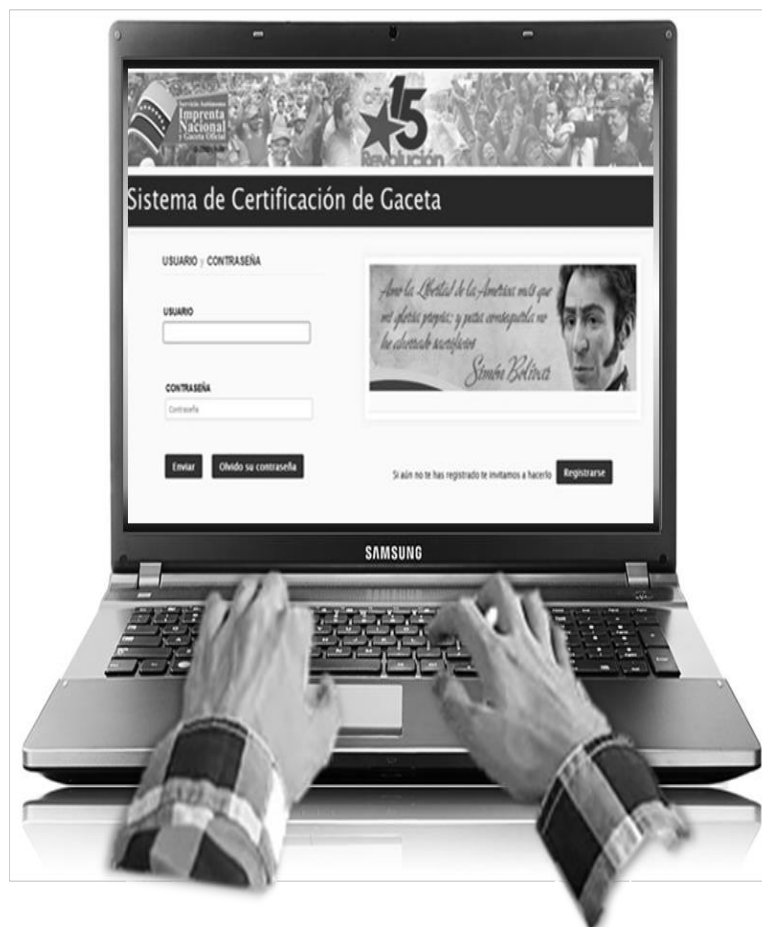 Servicio Autónomo
Imprenta
Nacional
y Gaceta Oficial
15
Revolución
Sistema de Certificación de Gaceta
USUARIO y CONTRASEÑA
USUARIO
CONTRASEÑA
Contraseña
Enviar
Olvido su contraseña
Amo la Libertad de la América más que
mi gloria propia; y para conseguirla no
he ahorrado sacrificios
Simón Bolívar
Si aún no te has registrado te invitamos a hacerlo
Registrarse
SAMSUNG